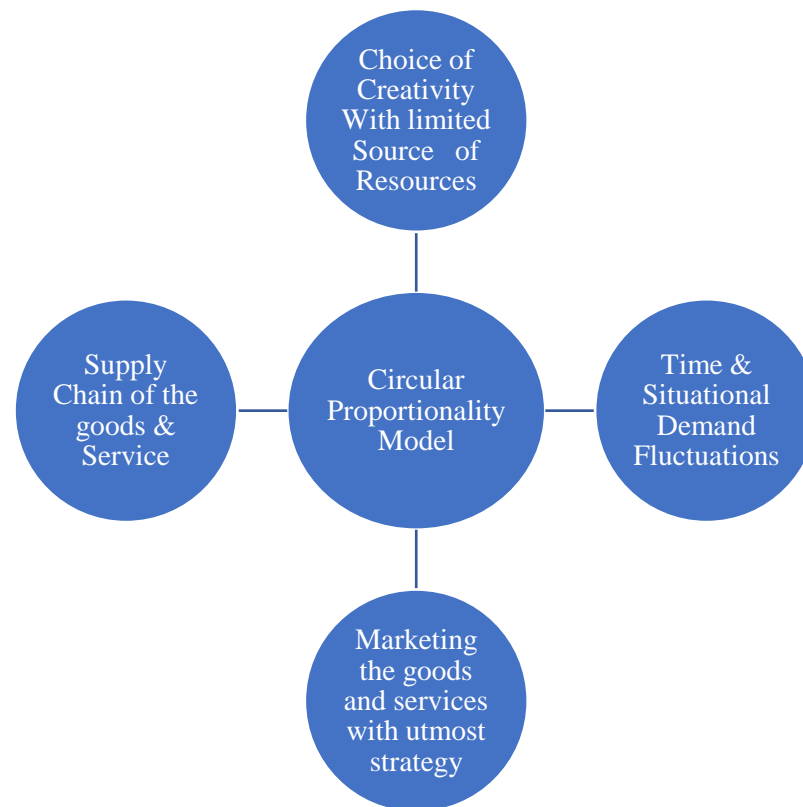 Choice of
Creativity
With limited
Source of
Resources
Supply
Chain of the
goods &
Service
Circular
Proportionality
Model
Time &
Situational
Demand
Fluctuations
Marketing
the goods
and services
with utmost
strategy